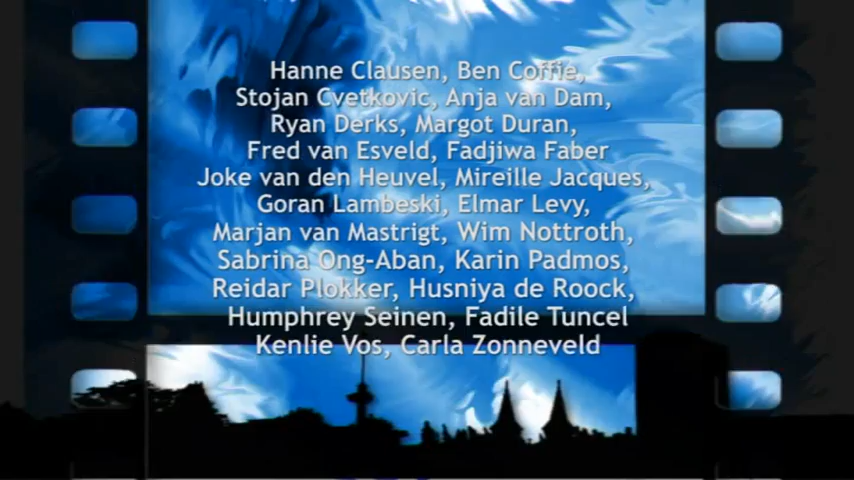 Hanne Clausen, Ben Coffie,
Stojan Cvetkovic, Anja van Dam,
Ryan Derks, Margot Duran,
Fred van Esveld, Fadjiwa Faber
Joke van den Heuvel, Mireille Jacques,
Goran Lambeski, Elmar Levy,
Marjan van Mastrigt, Wim Nottroth,
Sabrina Ong-Aban, Karin Padmos,
Reidar Plokker, Husniya de Roock,
Humphrey Seinen, Fadile Tuncel
Kenlie Vos, Carla Zonneveld